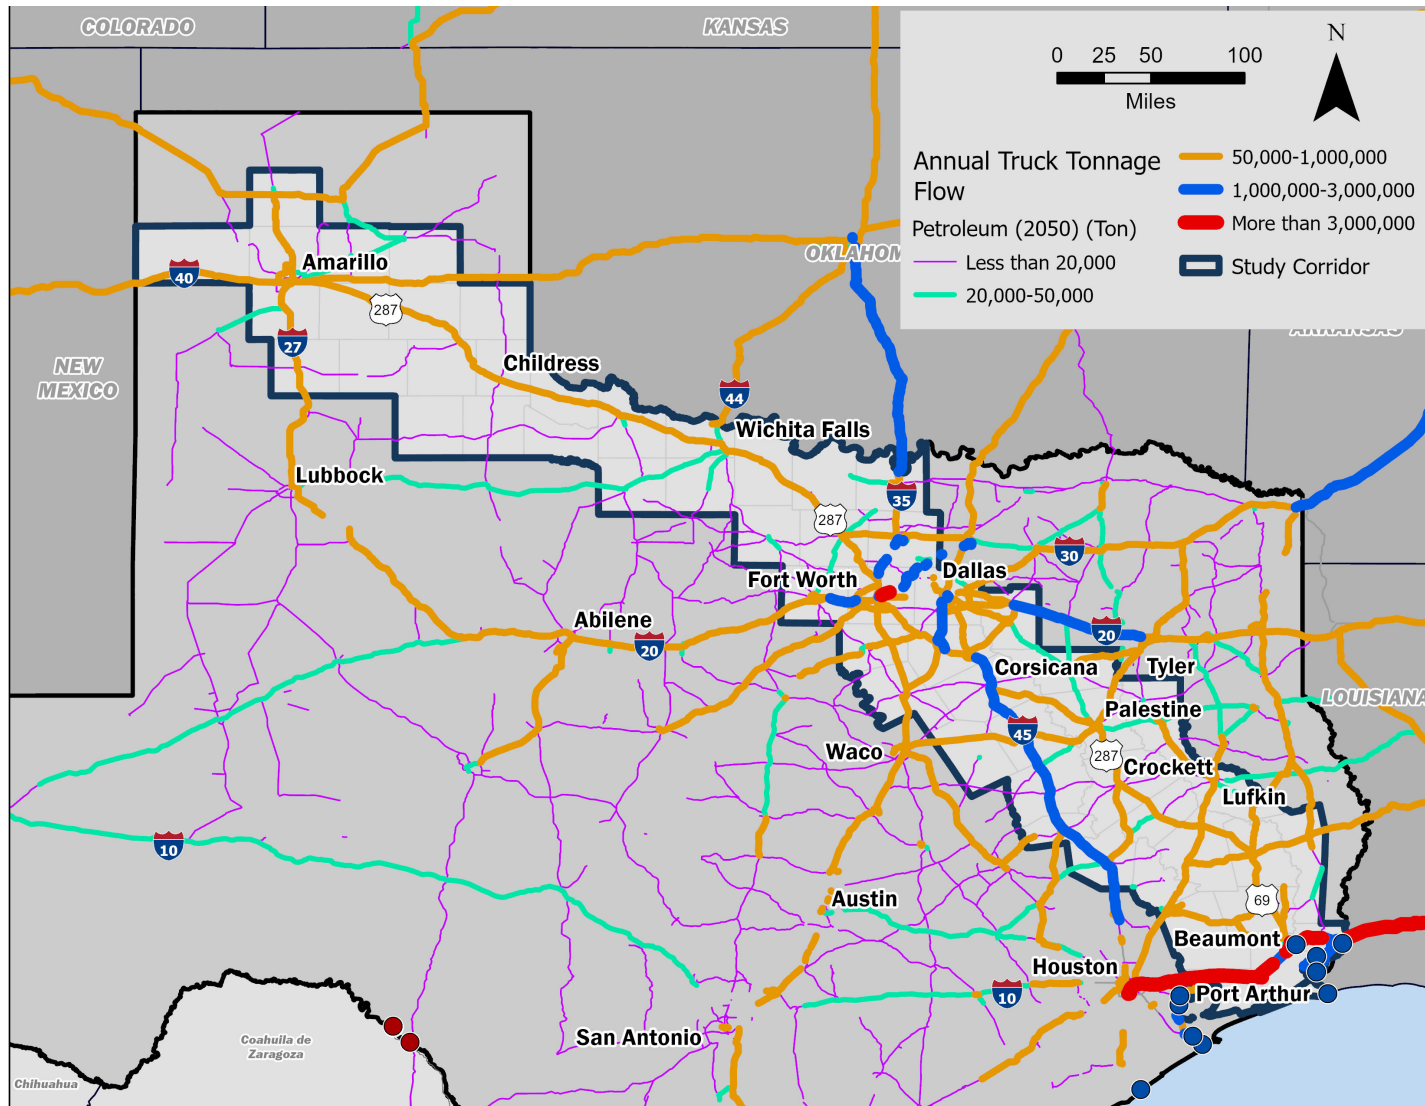 COLORADO
KANSAS
0 25 50 100
Miles
N
Annual Truck Tonnage
Flow
Petroleum (2050) (Ton)
Less than 20,000
20,000-50,000
50,000-1,000,000
1,000,000-3,000,000
More than 3,000,000
Study Corridor
OKLAHOM
ARKANSAS
Amarillo
40
287
27
NEW
MEXICO
Childress
44
Wichita Falls
Lubbock
35
287
30
Fort Worth
Dallas
Abilene
20
20
Corsicana
Tyler
LOUISIANA
Palestine
45
Waco
287
Crockett
Lufkin
10
Austin
69
Beaumont
Houston
10
Port Arthur
San Antonio
Coahuila de
Zaragoza
Chihuahua